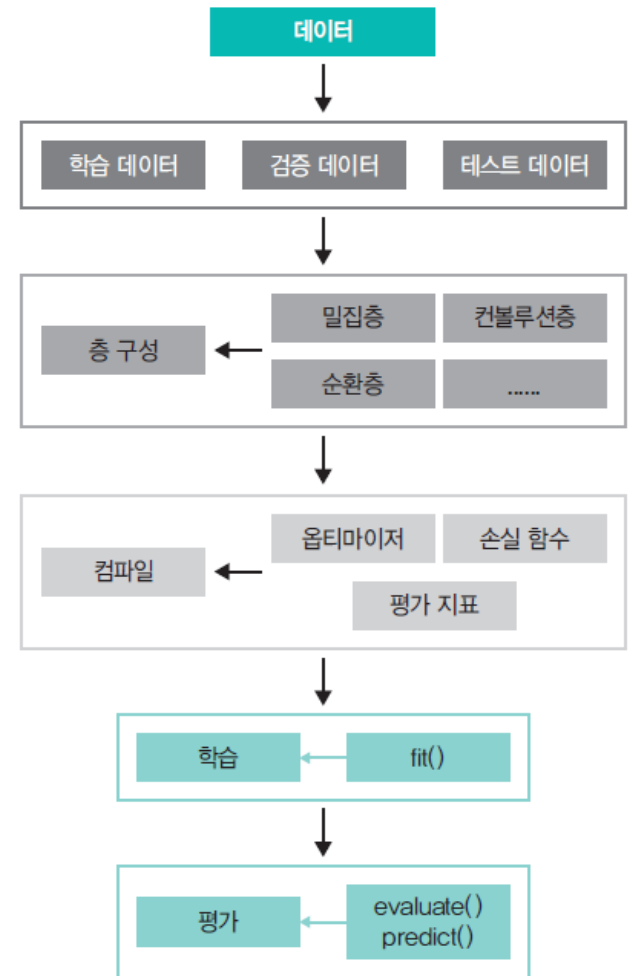 데이터
학습 데이터 검증 데이터 테스트 데이터
밀집층 컨볼루션층
층 구성
순환층 ......
옵티마이저 손실 함수
컴파일
평가 지표
학습 fit()
평가 evaluate()
predict()